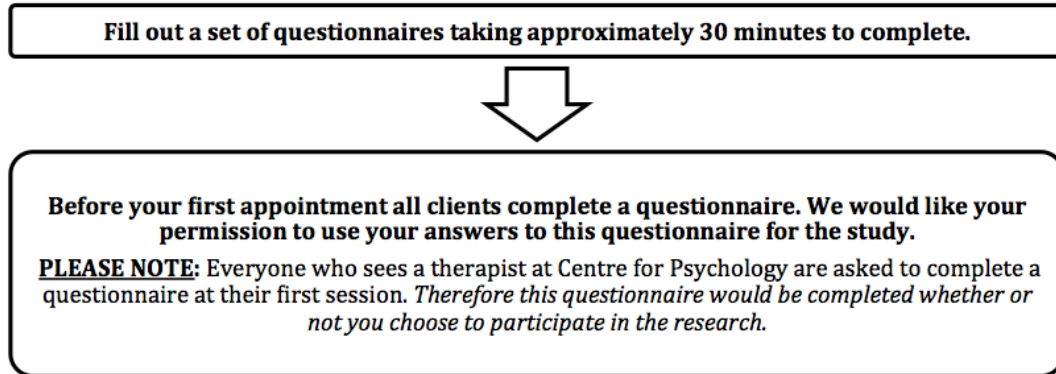 Fill out a set of questionnaires taking approximately 30 minutes to complete.
Before your first appointment all clients complete a questionnaire. We would like your
permission to use your answers to this questionnaire for the study.
PLEASE NOTE: Everyone who sees a therapist at Centre for Psychology are asked to complete a
questionnaire at their first session. Therefore this questionnaire would be completed whether or
not you choose to participate in the research.